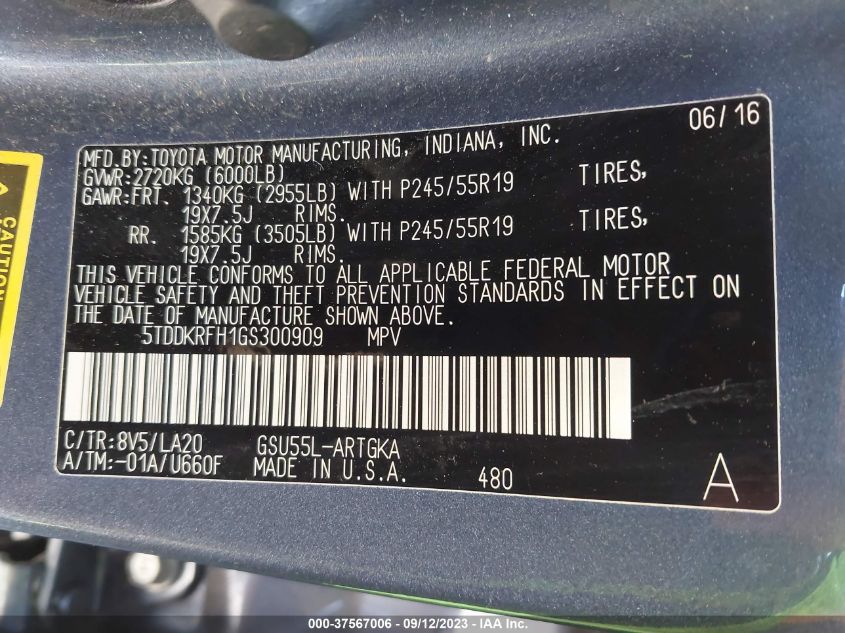 06/16
MFD.BY:TOYOTA MOTOR MANUFACTURING, INDIANA, INC.
GVWR:2720KG (6000LB)
GAWR:FRT. 1340KG (2955LB) WITH P245/55R19 TIRES,
19X7.5J RIMS.
RR. 1585KG (3505LB) WITH P245/55R19 TIRES,
19X7.5J RIMS.
THIS VEHICLE CONFORMS TO ALL APPLICABLE FEDERAL MOTOR
VEHICLE SAFETY AND THEFT PREVENTION STANDARDS IN EFFECT ON
THE DATE OF MANUFACTURE SHOWN ABOVE.
5TDDKRFH1GS300909 MPV
C/TR:8V5/LA20 GSU55L-ARTGKA
A/TM:-01A/U660F MADE IN U.S.A. 480 A
CAUTION
000-37567006 - 09/12/2023 - IAA Inc.